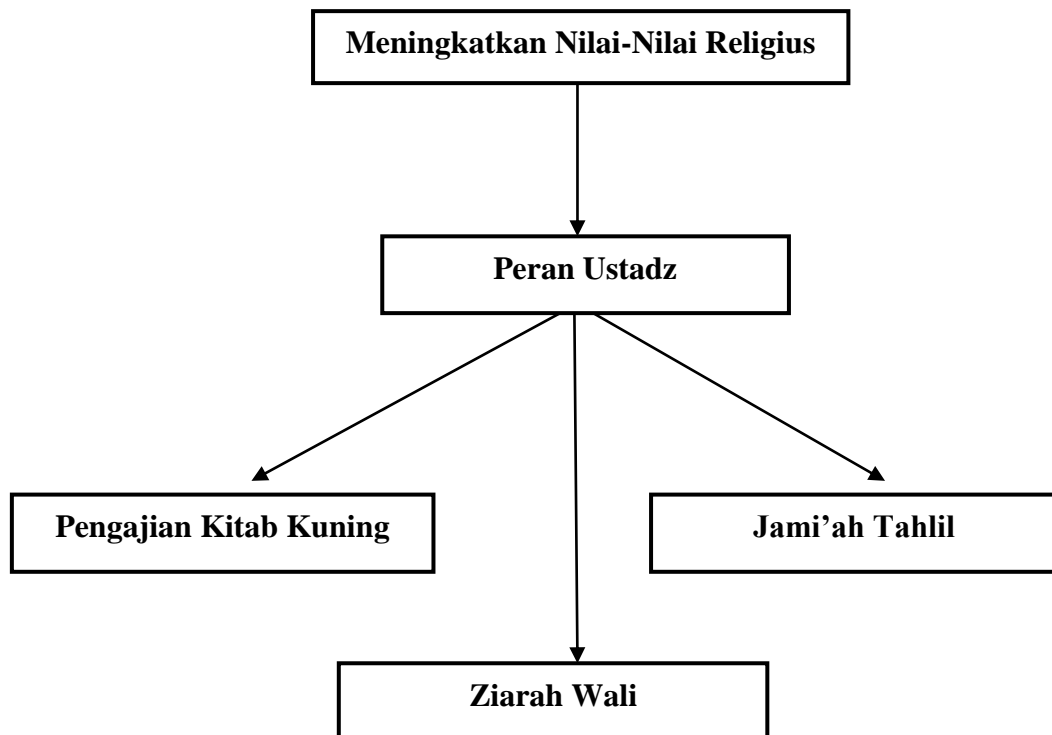 Meningkatkan Nilai-Nilai Religius
Peran Ustadz
Pengajian Kitab Kuning
Jami’ah Tahlil
Ziarah Wali